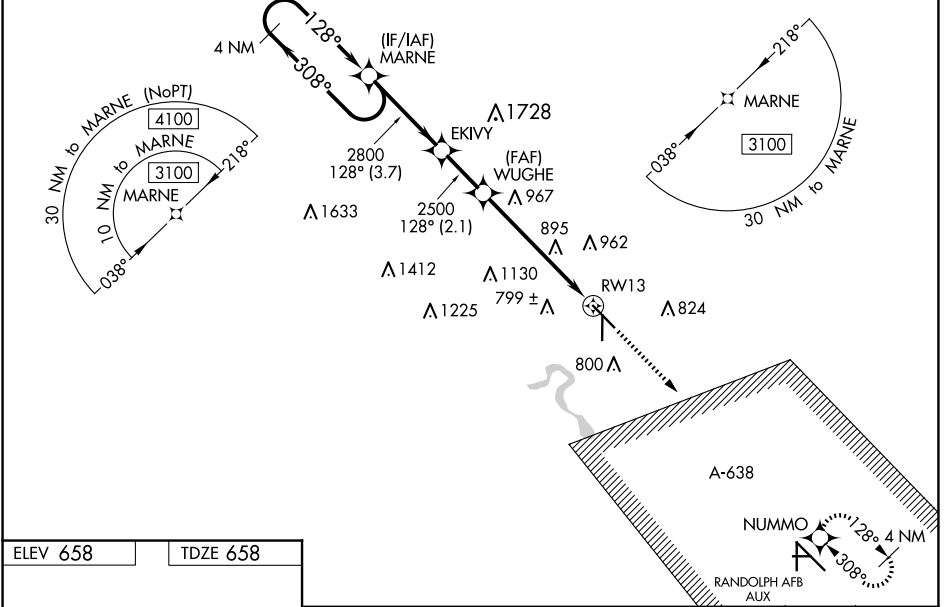 128°
4 NM
308°
(IF/IAF)
MARNE
30 NM to MARNE (NoPT)
4100
10 NM to MARNE
3100
218°
MARNE
038°
2800
128° (3.7)
EKIVY
1728
2500
128° (2.1)
(FAF)
WUGHE
967
1633
895
962
1412
1130
799 ±
1225
RW13
824
800
218°
MARNE
038°
3100
30 NM to MARNE
A-638
NUMMO
128°
4 NM
308°
RANDOLPH AFB
AUX
ELEV 658
TDZE 658